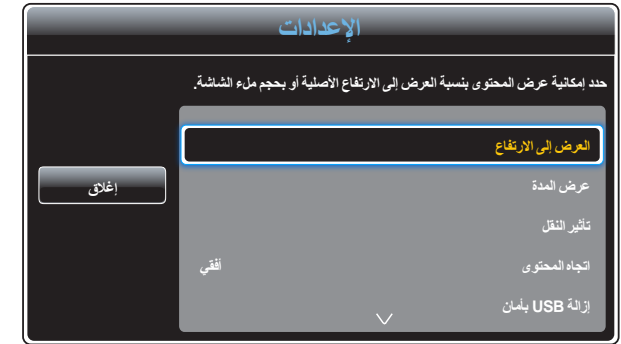 الإعدادات
حدد إمكانية عرض المحتوى بنسبة العرض إلى الارتفاع الأصلية أو بحجم ملء الشاشة.
العرض إلى الارتفاع
عرض المدة
تأثير النقل
اتجاه المحتوى أفقي
إزالة USB بأمان
إغلاق